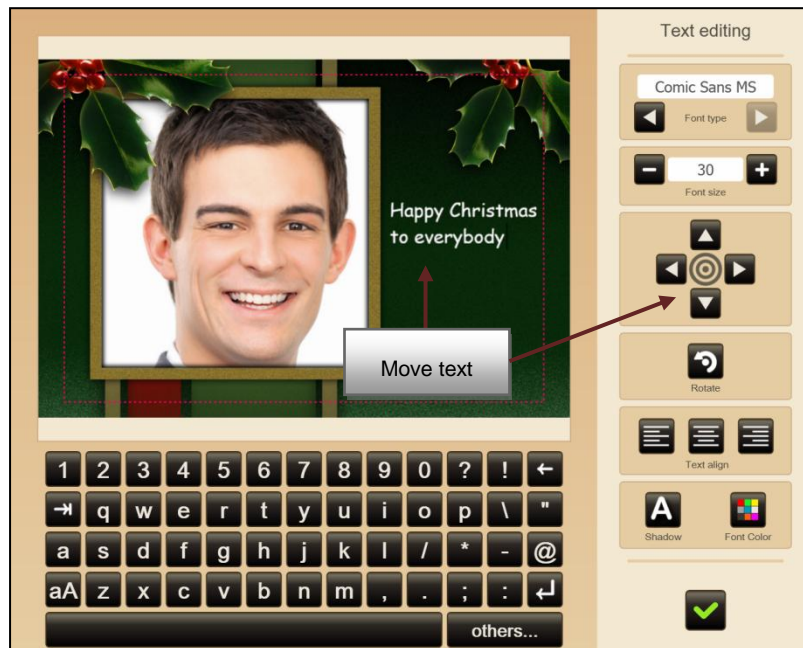 Text editing
Comic Sans MS
Font type
30
Font size
Happy Christmas
to everybody
Move text
Rotate
Text align
A
Shadow
Font Color
1 2 3 4 5 6 7 8 9 0 ? ! ←
⇥ q w e r t y u i o p \ "
a s d f g h j k l / * - @
aA z x c v b n m , . ; : ↵
others...